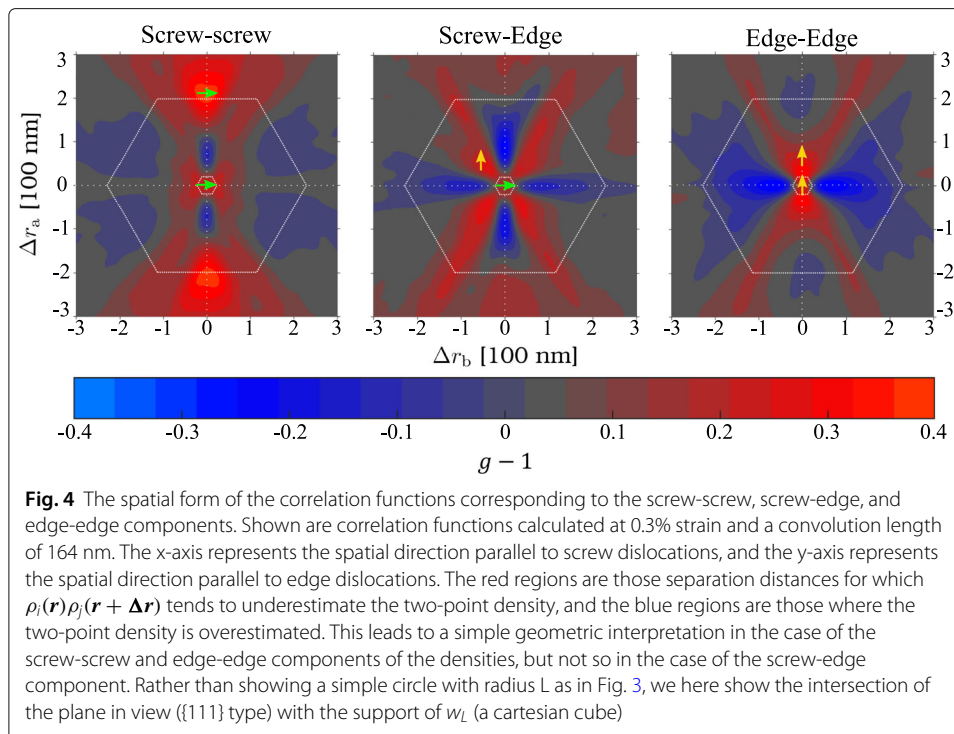 Screw-screw
Screw-Edge
Edge-Edge
3
2
1
0
-1
-2
-3
Δr_a [100 nm]
-3 -2 -1 0 1 2 3
-3 -2 -1 0 1 2 3
-3 -2 -1 0 1 2 3
3
2
1
0
-1
-2
-3
Δr_b [100 nm]
-0.4 -0.3 -0.2 -0.1 0 0.1 0.2 0.3 0.4
g − 1
Fig. 4 The spatial form of the correlation functions corresponding to the screw-screw, screw-edge, and
edge-edge components. Shown are correlation functions calculated at 0.3% strain and a convolution length
of 164 nm. The x-axis represents the spatial direction parallel to screw dislocations, and the y-axis represents
the spatial direction parallel to edge dislocations. The red regions are those separation distances for which
ρ_i(r)ρ_j(r + Δr) tends to underestimate the two-point density, and the blue regions are those where the
two-point density is overestimated. This leads to a simple geometric interpretation in the case of the
screw-screw and edge-edge components of the densities, but not so in the case of the screw-edge
component. Rather than showing a simple circle with radius L as in Fig. 3, we here show the intersection of
the plane in view ({111} type) with the support of w_L (a cartesian cube)